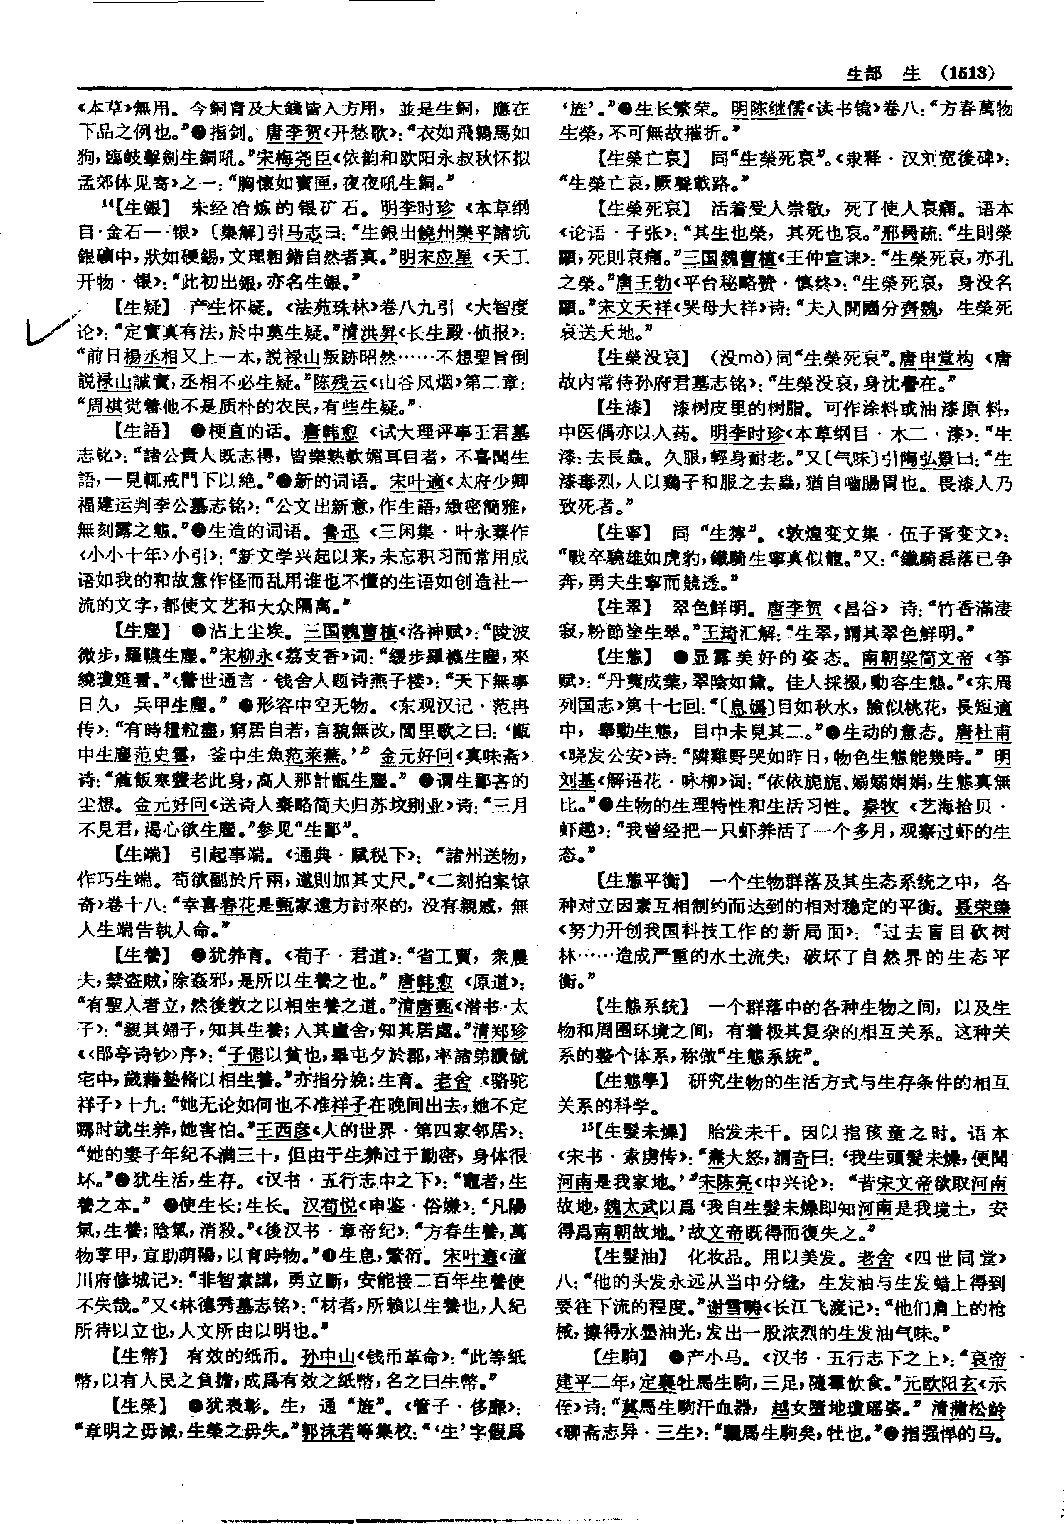 生部　生　(1513)
《本草》無用。今銅青及大錢皆入方用，並是生銅，應在
下品之例也。”❷指剑。唐李贺《开愁歌》：“衣如飛鶉馬如
狗，臨岐擊劍生銅吼。”宋梅尧臣《依韵和欧阳永叔秋怀拟
孟郊体见寄》之一：“胸懷如寶匣，夜夜吼生銅。”
¹⁴【生銀】　未经冶炼的银矿石。明李时珍《本草纲
目·金石一·银》〔集解〕引马志曰：“生銀出饒州樂平諸坑
銀礦中，狀如硬錫，文理粗錯自然者真。”明宋应星《天工
开物·银》：“此初出銀，亦名生銀。”
【生疑】　产生怀疑。《法苑珠林》卷八九引《大智度
论》：“定實真有法，於中莫生疑。”清洪昇《长生殿·侦报》：
“前日楊丞相又上一本，説禄山叛跡昭然……不想聖旨倒
説禄山誠實，丞相不必生疑。”陈残云《山谷风烟》第二章：
“周祺觉着他不是质朴的农民，有些生疑。”
【生語】　❶梗直的话。唐韩愈《试大理评事王君墓
志铭》：“諸公貴人既志得，皆樂熟軟媚耳目者，不喜聞生
語，一見輒戒門下以絶。”❷新的词语。宋叶適《太府少卿
福建运判李公墓志铭》：“公文出新意，作生語，緻密簡雅，
無刻露之態。”❸生造的词语。鲁迅《三闲集·叶永蓁作
〈小小十年〉小引》：“新文学兴起以来，未忘积习而常用成
语如我的和故意作怪而乱用谁也不懂的生语如创造社一
流的文字，都使文艺和大众隔离。”
【生塵】　❶沾上尘埃。三国魏曹植《洛神赋》：“陵波
微步，羅韈生塵。”宋柳永《荔支香》词：“緩步羅襪生塵，來
繞瓊筵看。”《警世通言·钱舍人题诗燕子楼》：“天下無事
日久，兵甲生塵。”❷形容中空无物。《东观汉记·范冉
传》：“有時糧粒盡，窮居自若，言貌無改，閭里歌之曰：‘甑
中生塵范史雲，釜中生魚范萊蕪。’”金元好问《真味斋》
诗：“簞飯寒虀老此身，高人那計甑生塵。”❸谓生鄙吝的
尘想。金元好问《送诗人秦略简夫归苏坟别业》诗：“三月
不見君，渴心欲生塵。”参见“生鄙”。
【生端】　引起事端。《通典·赋税下》：“諸州送物，
作巧生端。苟欲副於斤兩，遂則加其丈尺。”《二刻拍案惊
奇》卷十八：“幸喜春花是甄家遠方討來的，没有親戚，無
人生端告執人命。”
【生養】　❶犹养育。《荀子·君道》：“省工賈，衆農
夫，禁盗賊，除姦邪，是所以生養之也。”唐韩愈《原道》：
“有聖人者立，然後教之以相生養之道。”清唐甄《潜书·太
子》：“親其婦子，知其生養；入其廬舍，知其居處。”清郑珍
《〈郘亭诗钞〉序》：“子偲以貧也，舉屯夕於郡，率諸弟讚僦
宅中，歲藉塾脩以相生養。”亦指分娩；生育。老舍《骆驼
祥子》十九：“她无论如何也不准祥子在晚间出去，她不定
哪时就生养，她害怕。”王西彦《人的世界·第四家邻居》：
“她的妻子年纪不满三十，但由于生养过于勤密，身体很
坏。”❷犹生活，生存。《汉书·五行志中之下》：“竈者，生
養之本。”❸使生长；生长。汉荀悦《申鉴·俗嫌》：“凡陽
氣，生養；陰氣，消殺。”《後汉书·章帝纪》：“方春生養，萬
物莩甲，宜助萌陽，以育時物。”❹生息，繁衍。宋叶適《潼
川府修城记》：“非智素講，勇立斷，安能接二百年生養使
不失哉。”又《林德秀墓志铭》：“材者，所賴以生養也，人紀
所待以立也，人文所由以明也。”
【生幣】　有效的纸币。孙中山《钱币革命》：“此等紙
幣，以有人民之負擔，成爲有效之紙幣，名之曰生幣。”
【生榮】　❶犹表彰。生，通“旌”。《管子·侈靡》：
“章明之毋滅，生榮之毋失。”郭沫若等集校：“‘生’字假爲
‘旌’。”❷生长繁荣。明陈继儒《读书镜》卷八：“方春萬物
生榮，不可無故摧折。”
【生榮亡哀】　同“生榮死哀”。《隶释·汉刘宽後碑》：
“生榮亡哀，厥聲載路。”
【生榮死哀】　活着受人崇敬，死了使人哀痛。语本
《论语·子张》：“其生也榮，其死也哀。”邢昺疏：“生則榮
顯，死則哀痛。”三国魏曹植《王仲宣诔》：“生榮死哀，亦孔
之榮。”唐王勃《平台秘略赞·慎终》：“生榮死哀，身没名
顯。”宋文天祥《哭母大祥》诗：“夫人開國分齊魏，生榮死
哀送天地。”
【生榮没哀】　（没mò）同“生榮死哀”。唐申堂构《唐
故内常侍孙府君墓志铭》：“生榮没哀，身沈譽在。”
【生漆】　漆树皮里的树脂。可作涂料或油漆原料，
中医偶亦以入药。明李时珍《本草纲目·木二·漆》：“生
漆：去長蟲。久服，輕身耐老。”又〔气味〕引陶弘景曰：“生
漆毒烈，人以鷄子和服之去蟲，猶自嚙腸胃也。畏漆人乃
致死者。”
【生寧】　同“生獰”。《敦煌变文集·伍子胥变文》：
“戰卒驍雄如虎豹，鐵騎生寧真似龍。”又：“鐵騎磊落已争
奔，勇夫生寧而競透。”
【生翠】　翠色鮮明。唐李贺《昌谷》诗：“竹香滿淒
寂，粉節塗生翠。”王琦汇解：“生翠，謂其翠色鮮明。”
【生態】　❶显露美好的姿态。南朝梁简文帝《筝
赋》：“丹荑成葉，翠陰如黛。佳人採掇，動容生態。”《东周
列国志》第十七回：“〔息嬀〕目如秋水，臉似桃花，長短適
中，舉動生態，目中未見其二。”❷生动的意态。唐杜甫
《晓发公安》诗：“隣雞野哭如昨日，物色生態能幾時。”明
刘基《解语花·咏柳》词：“依依旎旎、嫋嫋娟娟，生態真無
比。”❸生物的生理特性和生活习性。秦牧《艺海拾贝·
虾趣》：“我曾经把一只虾养活了一个多月，观察过虾的生
态。”
【生態平衡】　一个生物群落及其生态系统之中，各
种对立因素互相制约而达到的相对稳定的平衡。聂荣臻
《努力开创我国科技工作的新局面》：“过去盲目砍树
林……造成严重的水土流失，破坏了自然界的生态平
衡。”
【生態系统】　一个群落中的各种生物之间，以及生
物和周围环境之间，有着极其复杂的相互关系。这种关
系的整个体系，称做“生態系统”。
【生態學】　研究生物的生活方式与生存条件的相互
关系的科学。
¹⁵【生髮未燥】　胎发未干。因以指孩童之时。语本
《宋书·索虏传》：“燾大怒，謂奇曰：‘我生頭髮未燥，便聞
河南是我家地。’”宋陈亮《中兴论》：“昔宋文帝欲取河南
故地，魏太武以爲‘我自生髮未燥即知河南是我境土，安
得爲南朝故地。’故文帝既得而復失之。”
【生髮油】　化妆品。用以美发。老舍《四世同堂》
八：“他的头发永远从当中分缝，生发油与生发蜡上得到
要往下流的程度。”谢雪畴《长江飞渡记》：“他们肩上的枪
械，擦得水墨油光，发出一股浓烈的生发油气味。”
【生駒】　❶产小马。《汉书·五行志下之上》：“哀帝
建平二年，定襄牡馬生駒，三足，隨羣飲食。”元欧阳玄《示
侄》诗：“莫馬生駒汗血器，越女墮地瓊瑶姿。”清蒲松龄
《聊斋志异·三生》：“驪馬生駒矣，牡也。”❷指强悍的马。